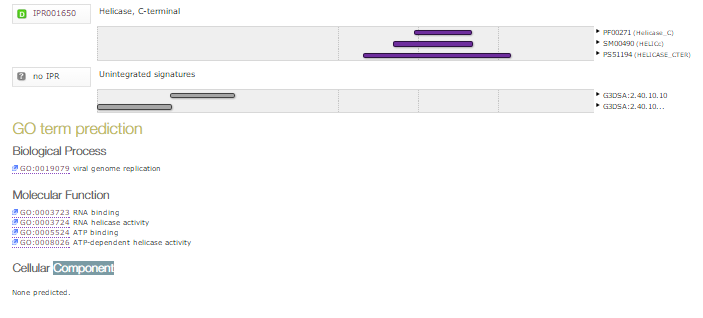 D IPR001650 Helicase, C-terminal
PF00271 (Helicase_C)
SM00490 (HELICc)
PS51194 (HELICASE_CTER)
? no IPR Unintegrated signatures
G3DSA:2.40.10.10
G3DSA:2.40.10...
GO term prediction
Biological Process
GO:0019079 viral genome replication
Molecular Function
GO:0003723 RNA binding
GO:0003724 RNA helicase activity
GO:0005524 ATP binding
GO:0008026 ATP-dependent helicase activity
Cellular Component
None predicted.